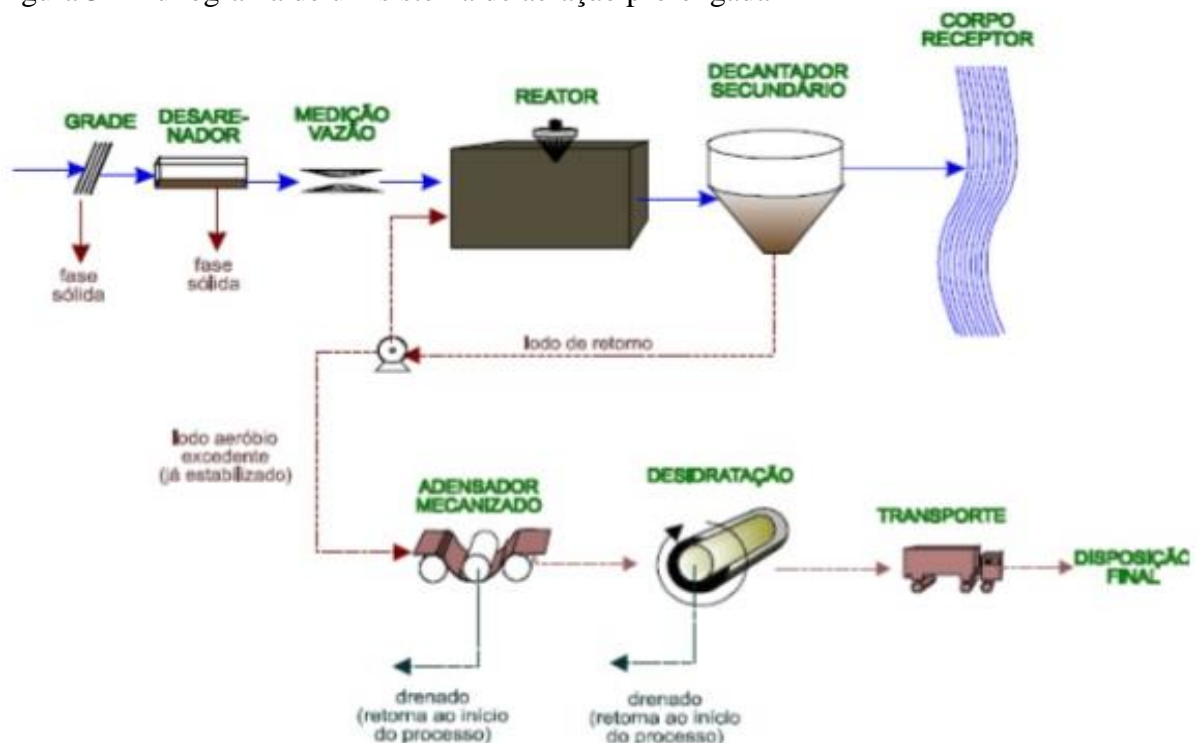 CORPO
RECEPTOR
DECANTADOR
SECUNDÁRIO
REATOR
MEDIÇÃO
VAZÃO
DESARE-
NADOR
GRADE
fase
sólida
fase
sólida
lodo de retorno
lodo aeróbio
excedente
(já estabilizado)
ADENSADOR
MECANIZADO
DESIDRATAÇÃO
TRANSPORTE
DISPOSIÇÃO
FINAL
drenado
(retorna ao início
do processo)
drenado
(retorna ao início
do processo)